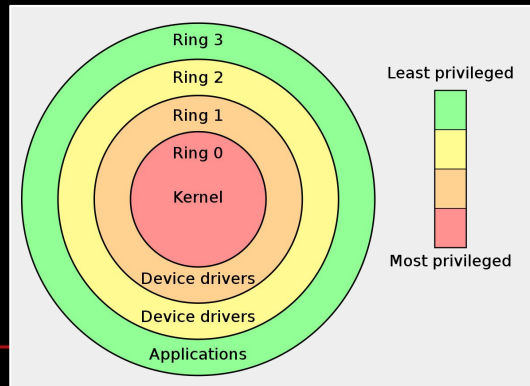 Ring 3
Ring 2
Ring 1
Ring 0
Kernel
Device drivers
Device drivers
Applications
Least privileged
Most privileged